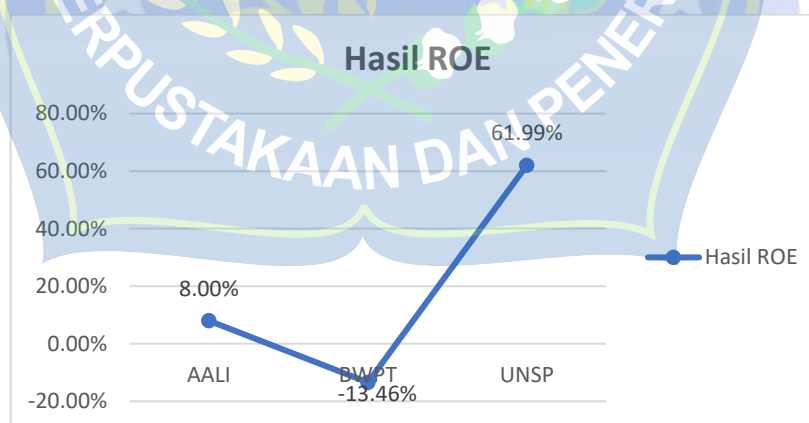 ERPUSTAKAAN DAN PENER
Hasil ROE
80.00%
60.00%
40.00%
20.00%
0.00%
-20.00%
8.00%
-13.46%
61.99%
AALI
BWPT
UNSP
Hasil ROE